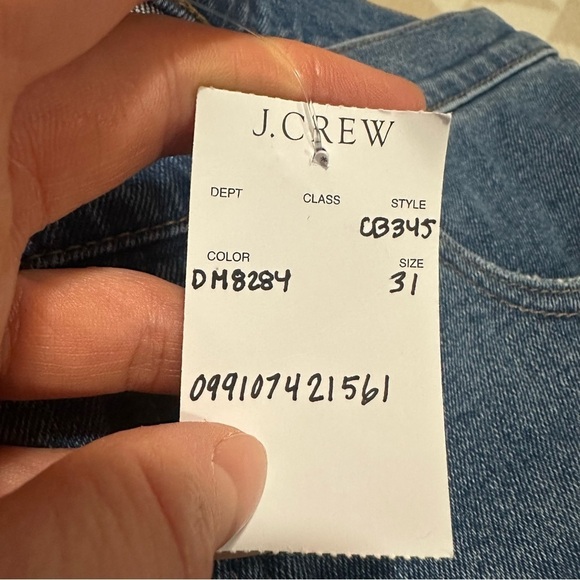 J.CREW
DEPT CLASS STYLE
CB345
COLOR SIZE
DM8284 31
099107421561